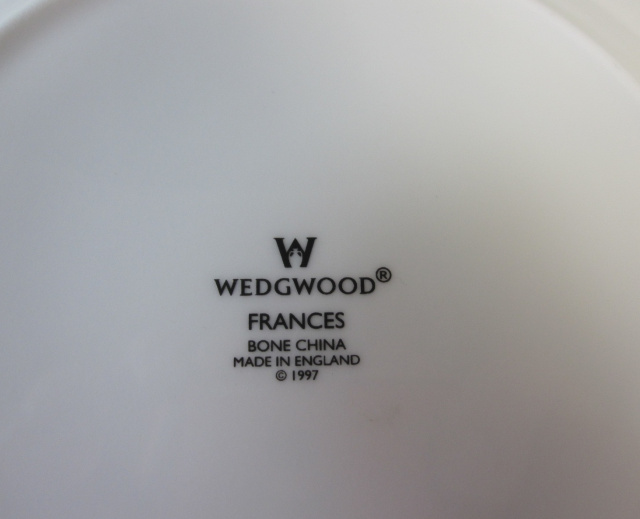 W
WEDGWOOD®
FRANCES
BONE CHINA
MADE IN ENGLAND
© 1997